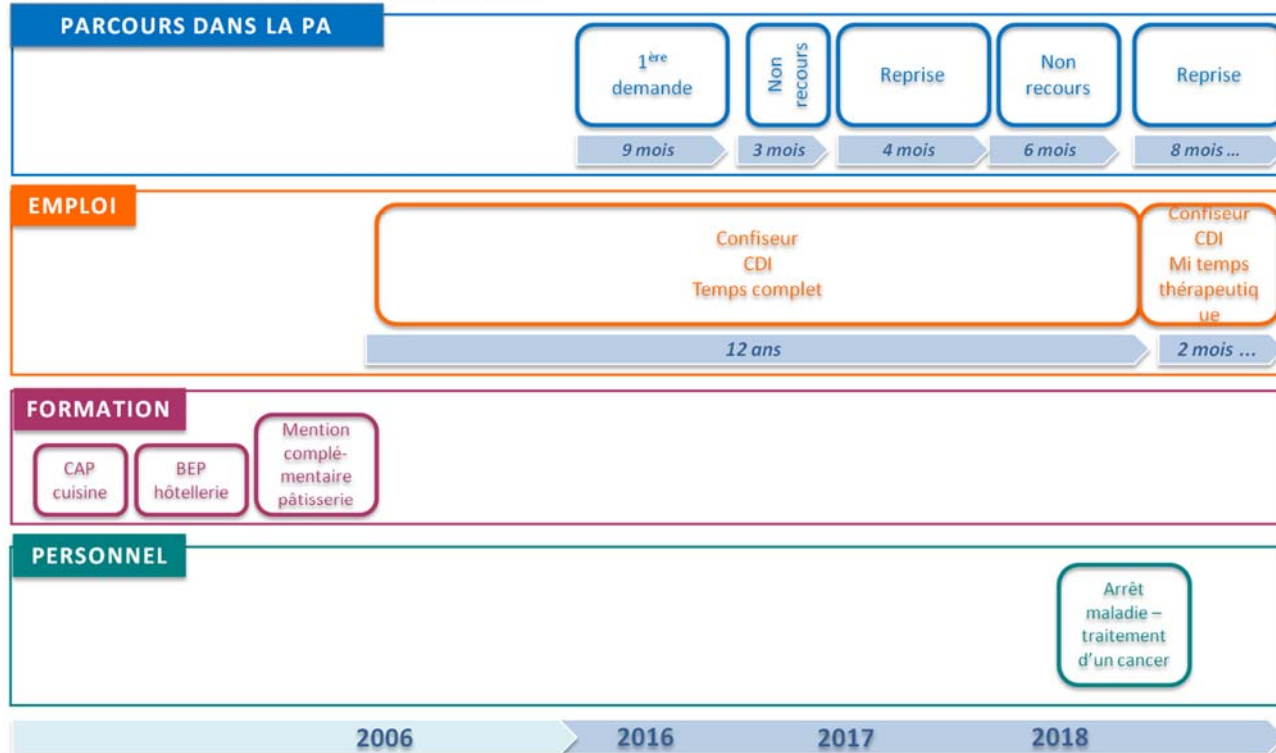 PARCOURS DANS LA PA
1ère
demande
Non
recours
Reprise
Non
recours
Reprise
9 mois
3 mois
4 mois
6 mois
8 mois ...
EMPLOI
Confiseur
CDI
Temps complet
Confiseur
CDI
Mi temps
thérapeutiq
ue
12 ans
2 mois ...
FORMATION
CAP
cuisine
BEP
hôtellerie
Mention
complé-
mentaire
pâtisserie
PERSONNEL
Arrêt
maladie –
traitement
d'un cancer
2006
2016
2017
2018